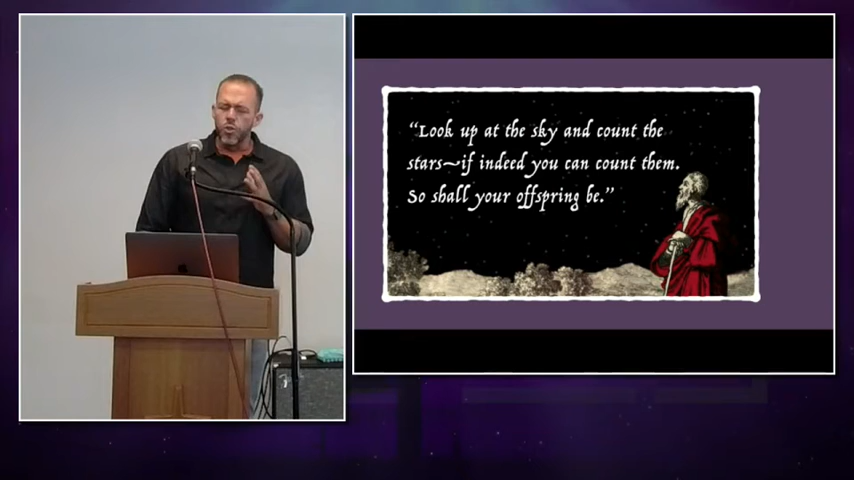 “Look up at the sky and count the
stars—if indeed you can count them.
So shall your offspring be.”